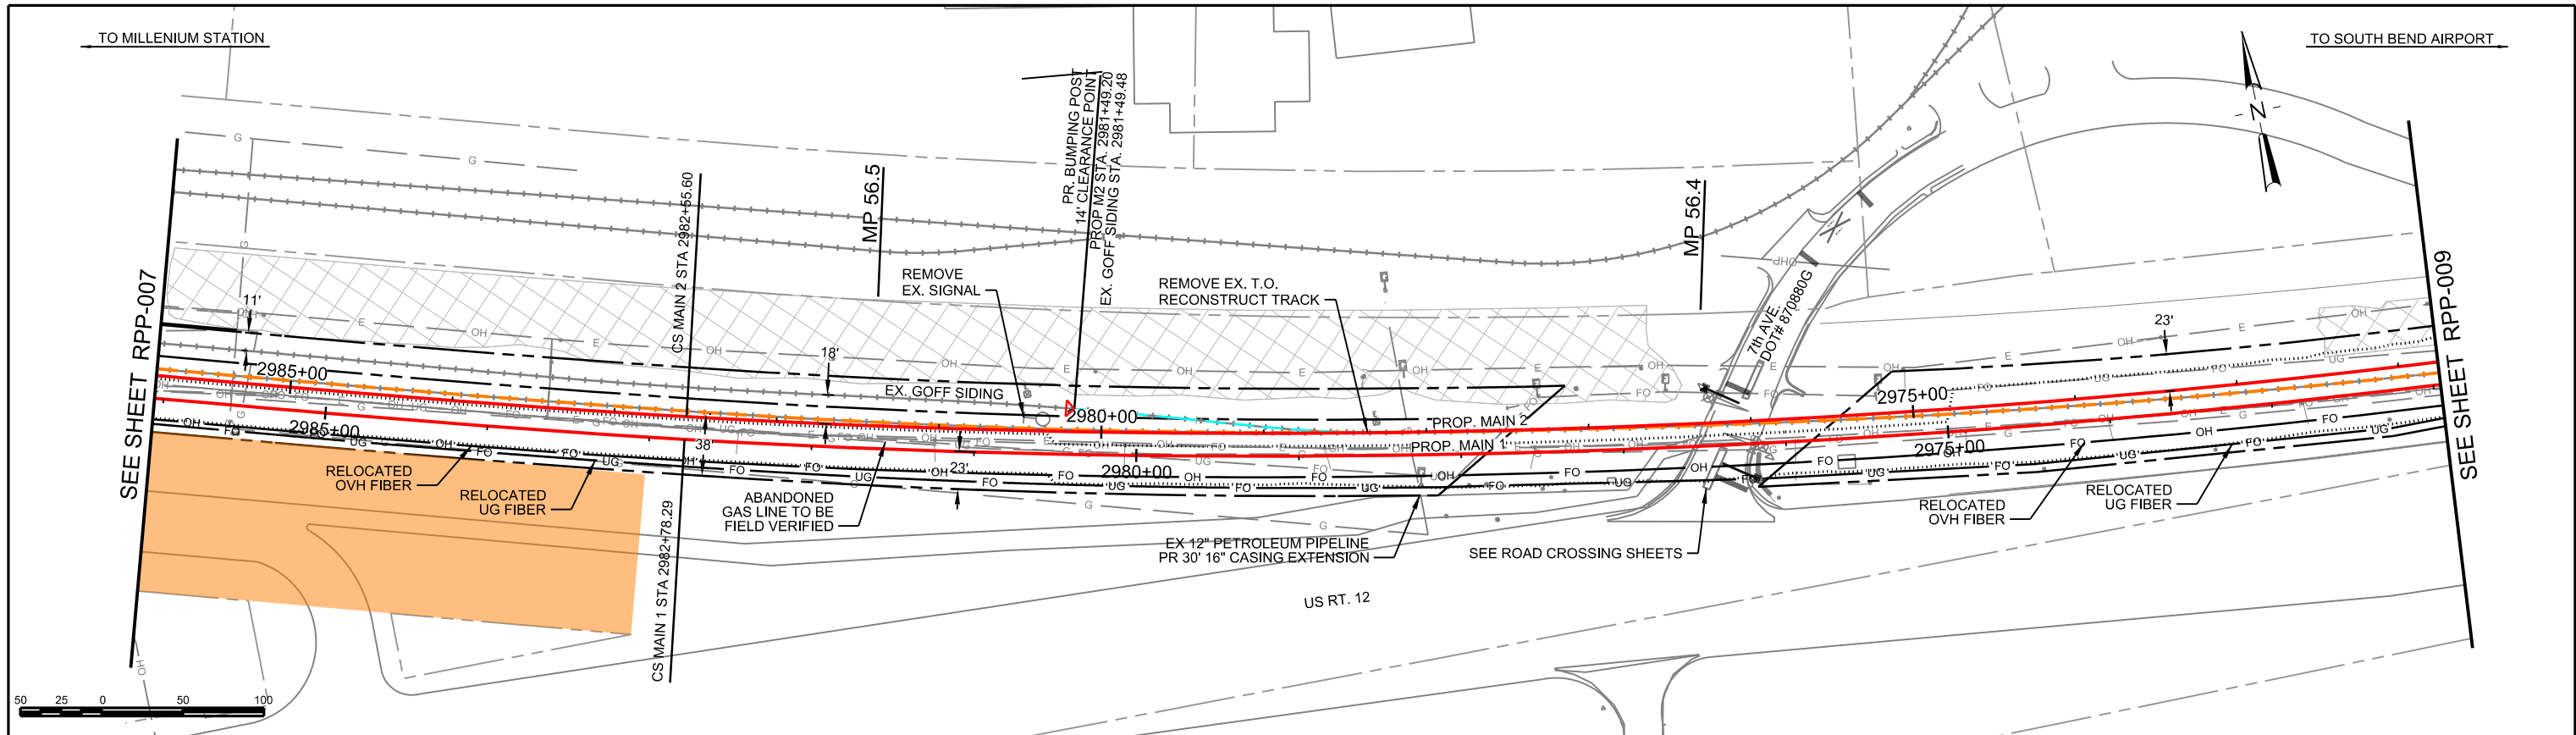 TO MILLENIUM STATION
TO SOUTH BEND AIRPORT
N
SEE SHEET RPP-007
SEE SHEET RPP-009
CS MAIN 2 STA 2982+55.60
MP 56.5
PR. BUMPING POST
14' CLEARANCE POINT
PROP M2 STA. 2981+49.20
EX. GOFF SIDING STA. 2981+49.48
MP 56.4
REMOVE
EX. SIGNAL
REMOVE EX. T.O.
RECONSTRUCT TRACK
7th AVE.
DOT# 870880G
11'
18'
23'
EX. GOFF SIDING
2985+00
2980+00
2975+00
PROP. MAIN 2
PROP. MAIN 1
2985+00
2980+00
2975+00
38'
23'
RELOCATED
OVH FIBER
RELOCATED
UG FIBER
ABANDONED
GAS LINE TO BE
FIELD VERIFIED
CS MAIN 1 STA 2982+78.29
EX 12" PETROLEUM PIPELINE
PR 30' 16" CASING EXTENSION
SEE ROAD CROSSING SHEETS
RELOCATED
OVH FIBER
RELOCATED
UG FIBER
US RT. 12
50 25 0 50 100